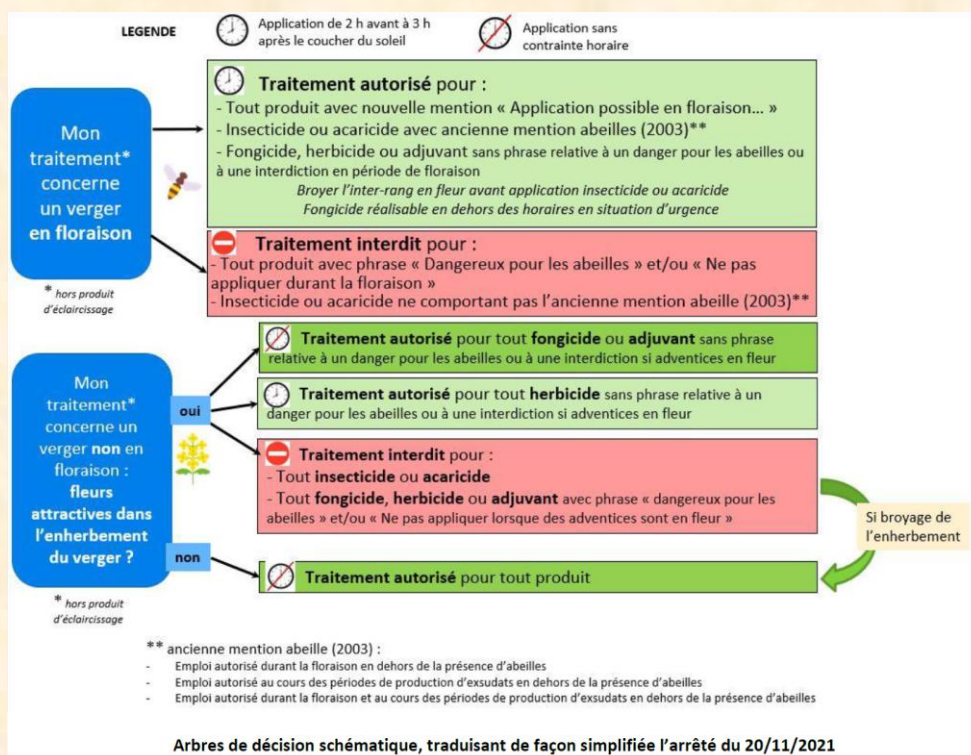 LEGENDE
Application de 2 h avant à 3 h
après le coucher du soleil
Application sans
contrainte horaire
Mon
traitement*
concerne
un verger
en floraison
* hors produit
d'éclaircissage
Traitement autorisé pour :
- Tout produit avec nouvelle mention « Application possible en floraison... »
- Insecticide ou acaricide avec ancienne mention abeilles (2003)**
- Fongicide, herbicide ou adjuvant sans phrase relative à un danger pour les abeilles ou
à une interdiction en période de floraison
Broyer l'inter-rang en fleur avant application insecticide ou acaricide
Fongicide réalisable en dehors des horaires en situation d'urgence
Traitement interdit pour :
- Tout produit avec phrase « Dangereux pour les abeilles » et/ou « Ne pas
appliquer durant la floraison »
- Insecticide ou acaricide ne comportant pas l'ancienne mention abeille (2003)**
Mon
traitement*
concerne un
verger non en
floraison :
fleurs
attractives dans
l'enherbement
du verger ?
* hors produit
d'éclaircissage
oui
Traitement autorisé pour tout fongicide ou adjuvant sans phrase
relative à un danger pour les abeilles ou à une interdiction si adventices en fleur
Traitement autorisé pour tout herbicide sans phrase relative à un
danger pour les abeilles ou à une interdiction si adventices en fleur
Traitement interdit pour :
- Tout insecticide ou acaricide
- Tout fongicide, herbicide ou adjuvant avec phrase « dangereux pour les
abeilles » et/ou « Ne pas appliquer lorsque des adventices sont en fleur »
Si broyage de
l'enherbement
non
Traitement autorisé pour tout produit
** ancienne mention abeille (2003) :
- Emploi autorisé durant la floraison en dehors de la présence d'abeilles
- Emploi autorisé au cours des périodes de production d'exsudats en dehors de la présence d'abeilles
- Emploi autorisé durant la floraison et au cours des périodes de production d'exsudats en dehors de la présence d'abeilles
Arbres de décision schématique, traduisant de façon simplifiée l'arrêté du 20/11/2021